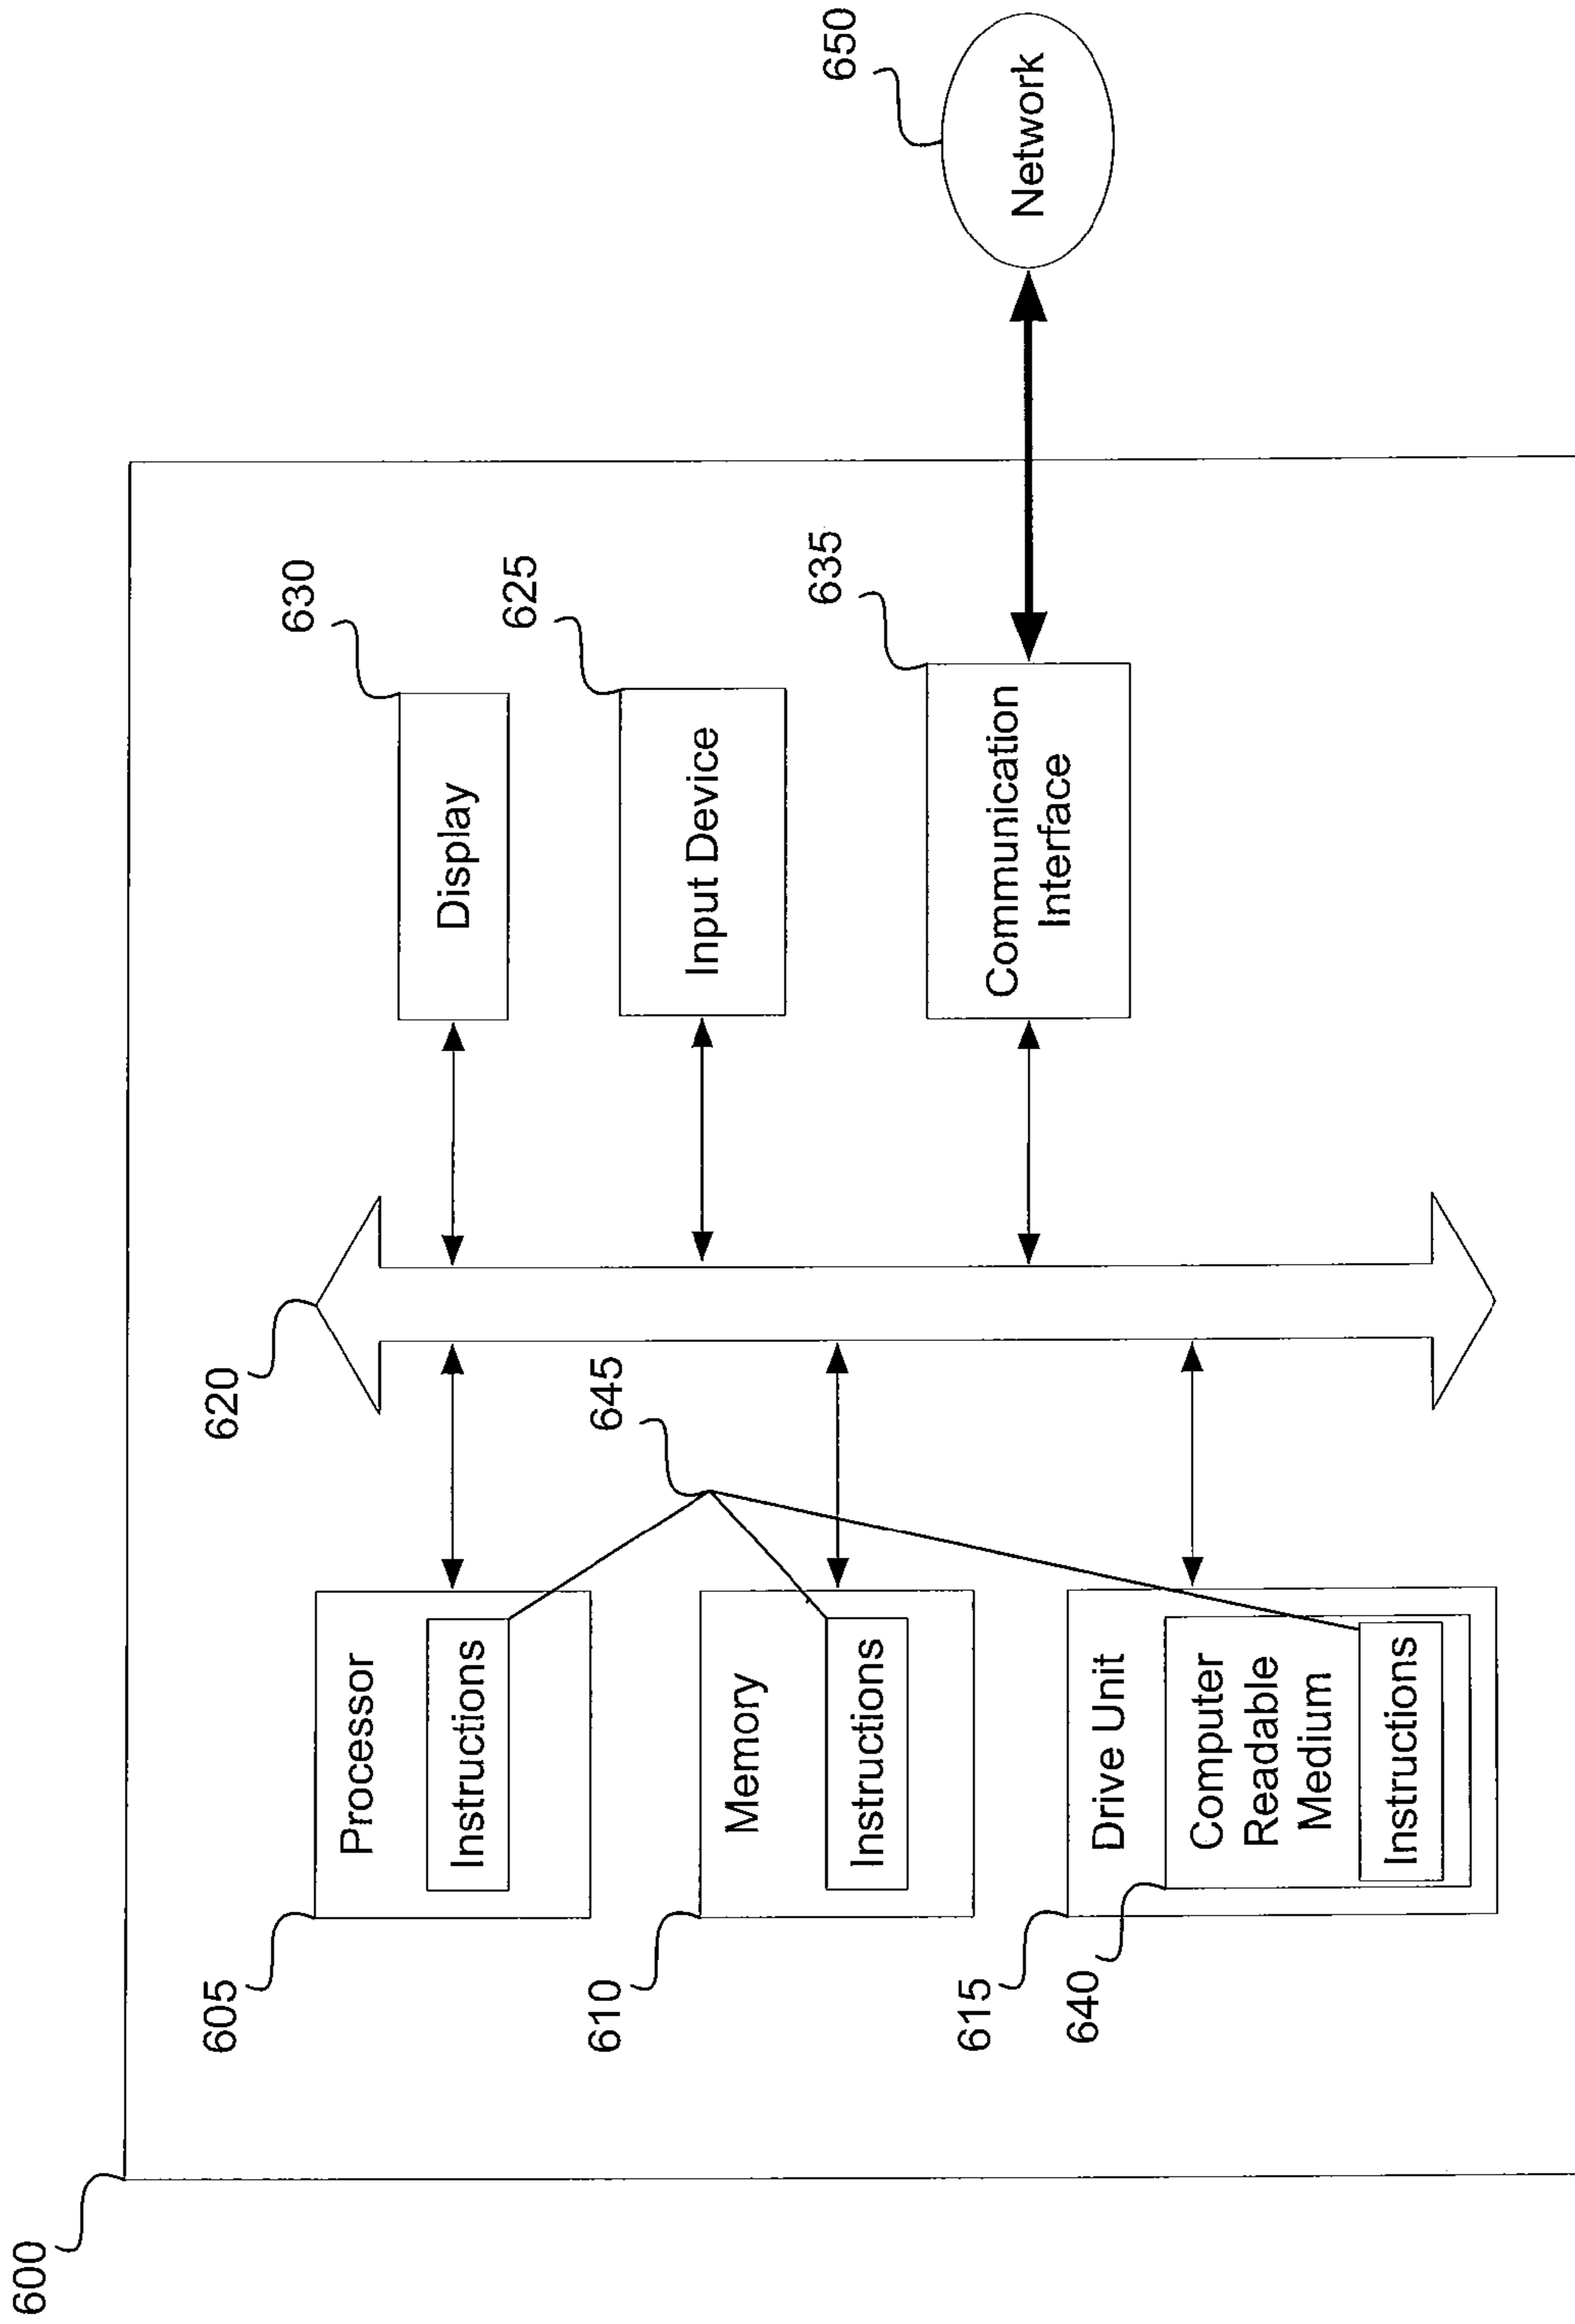 600
605
Processor
Instructions
610
Memory
Instructions
615
Drive Unit
640
Computer
Readable
Medium
Instructions
645
620
630
Display
625
Input Device
635
Communication
Interface
650
Network